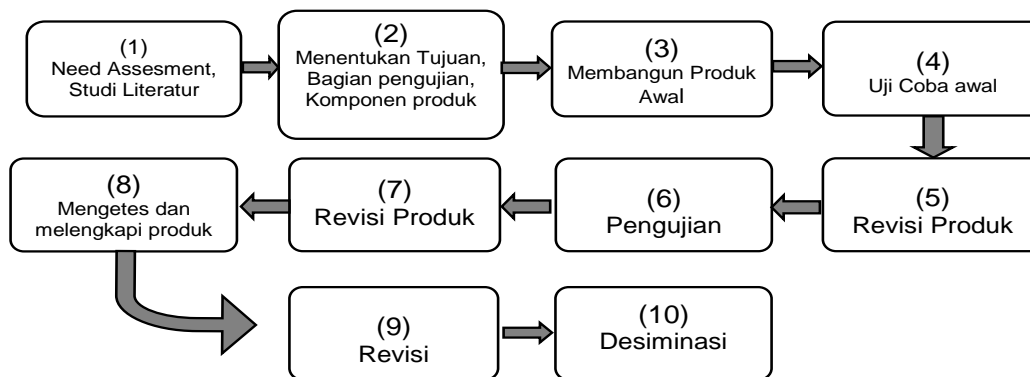 (1)
Need Assesment,
Studi Literatur
(2)
Menentukan Tujuan,
Bagian pengujian,
Komponen produk
(3)
Membangun Produk
Awal
(4)
Uji Coba awal
(5)
Revisi Produk
(6)
Pengujian
(7)
Revisi Produk
(8)
Mengetes dan
melengkapi produk
(9)
Revisi
(10)
Desiminasi